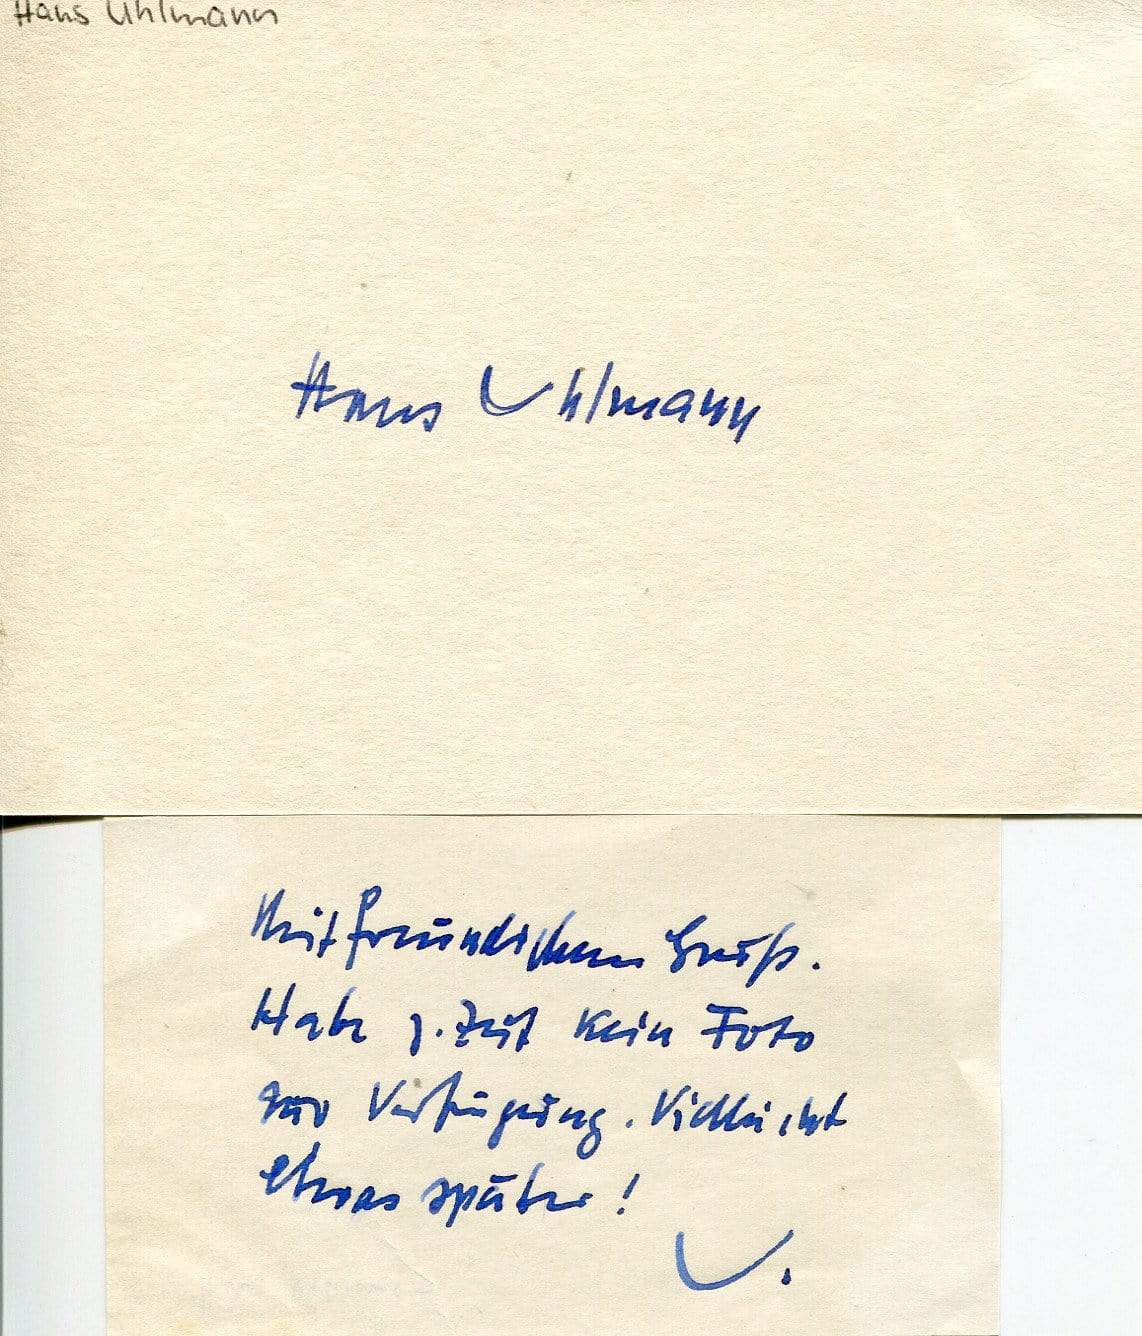 Hans Uhlmann
Hans Uhlmann
Mit freundlichem Gruß.
Habe z. Zeit kein Foto
zur Verfügung. Vielleicht
etwas später!
U.